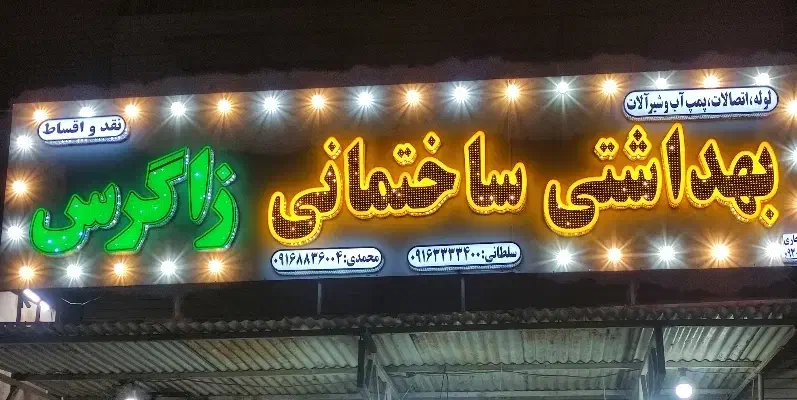 لوله،اتصالات،پمپ آب و شیرآلات
نقد و اقساط
بهداشتی ساختمانی زاگرس
سلطانی:۰۹۱۶۳۳۳۳۴۰۰
محمدی:۰۹۱۶۸۸۳۶۰۰۴